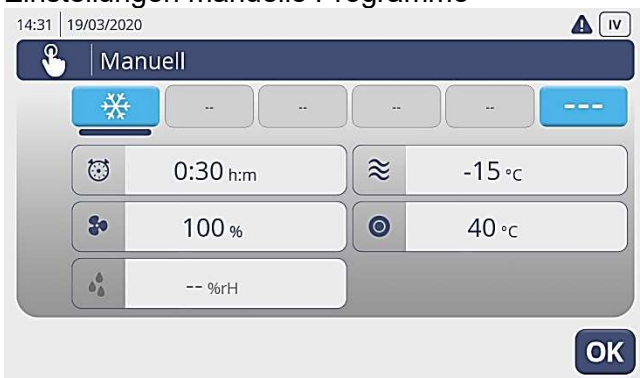 Einstellungen manuelle Programme
14:31 19/03/2020 IV
Manuell
-- -- -- -- ---
0:30 h:m -15 °C
100 % 40 °C
-- %rH
OK